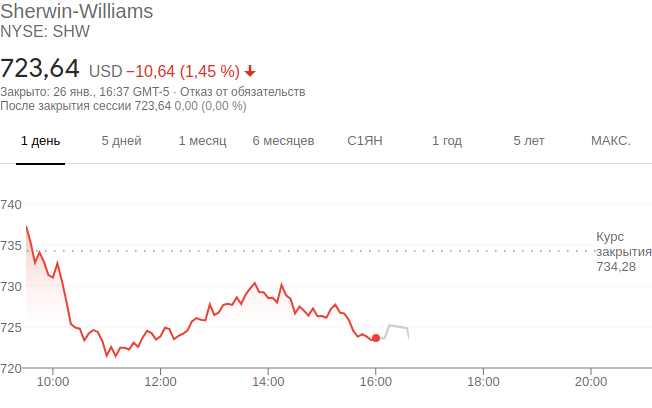 Sherwin-Williams
NYSE: SHW
723,64 USD −10,64 (1,45 %)
Закрыто: 26 янв., 16:37 GMT-5 · Отказ от обязательств
После закрытия сессии 723,64 0,00 (0,00 %)
1 день 5 дней 1 месяц 6 месяцев С1ЯН 1 год 5 лет МАКС.
740
735
730
725
720
Курс
закрытия
734,28
10:00 12:00 14:00 16:00 18:00 20:00